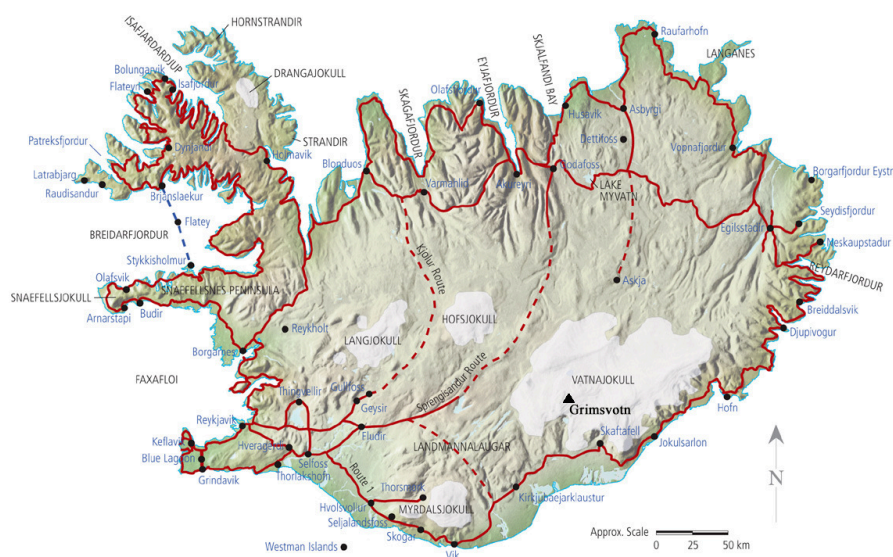 HORNSTRANDIR
ISAFJARDARDJUP
Bolungarvik
Isafjordur
Flateyri
DRANGAJOKULL
Raufarhofn
LANGANES
SKJALFANDI BAY
EYJAFJORDUR
SKAGAFJORDUR
Olafsfjordur
Husavik
Asbyrgi
Dettifoss
STRANDIR
Patreksfjordur
Dynjandi
Holmavik
Blonduos
Vopnafjordur
Latrabjarg
Raudisandur
Brjanslaekur
Varmahlid
Akureyri
Godafoss
LAKE
MYVATN
Borgarfjordur Eystr
Flatey
BREIDARFJORDUR
Seydisfjordur
Egilsstadir
Neskaupstadur
REYDARFJORDUR
Stykkisholmur
Kjolur Route
Askja
Olafsvik
SNAEFELLSJOKULL
SNAEFELLSNES PENINSULA
Arnarstapi
Budir
Breiddalsvik
Djupivogur
Reykholt
HOFSJOKULL
LANGJOKULL
Borgarnes
Sprengisandur Route
FAXAFLOI
VATNAJOKULL
Grimsvotn
Thingvellir
Gullfoss
Geysir
Hofn
Reykjavik
Fludir
Keflavik
Hveragerdi
LANDMANNALAUGAR
Skaftafell
Jokulsarlon
Blue Lagoon
Selfoss
Grindavik
Thorlakshofn
Route 1
Thorsmork
Kirkjubaejarklaustur
Hvolsvollur
MYRDALSJOKULL
Seljalandsfoss
Skogar
Vik
Westman Islands
N
Approx. Scale
0 25 50 km